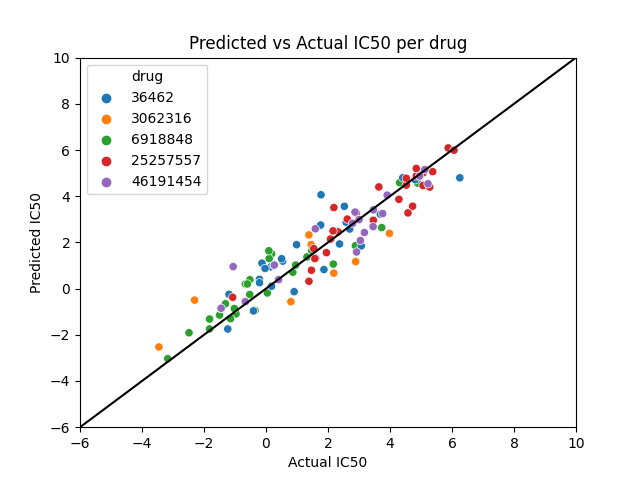 Predicted vs Actual IC50 per drug
Predicted IC50
10
8
6
4
2
0
−2
−4
−6
drug
36462
3062316
6918848
25257557
46191454
−6 −4 −2 0 2 4 6 8 10
Actual IC50